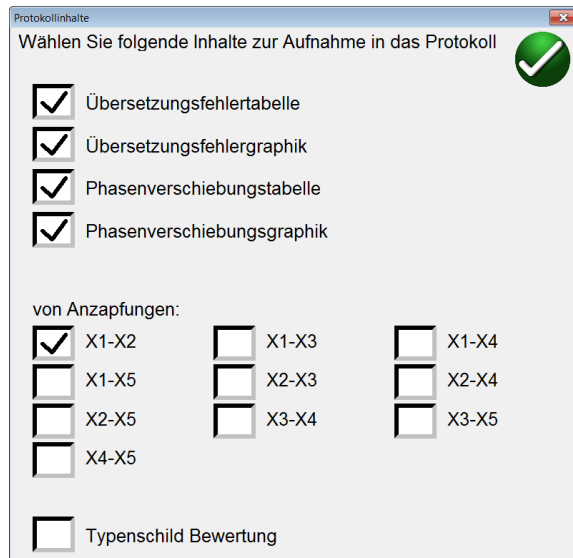 Protokollinhalte
Wählen Sie folgende Inhalte zur Aufnahme in das Protokoll
Übersetzungsfehlertabelle
Übersetzungsfehlergraphik
Phasenverschiebungstabelle
Phasenverschiebungsgraphik
von Anzapfungen:
X1-X2 X1-X3 X1-X4
X1-X5 X2-X3 X2-X4
X2-X5 X3-X4 X3-X5
X4-X5
Typenschild Bewertung